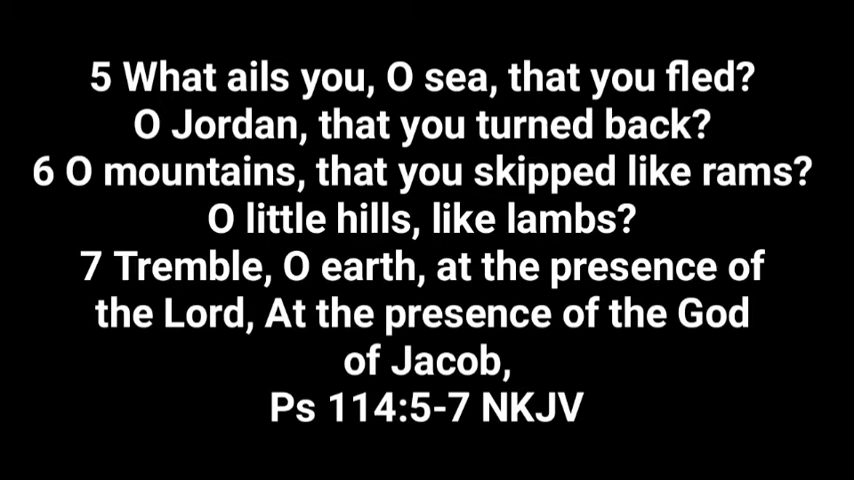 5 What ails you, O sea, that you fled?
O Jordan, that you turned back?
6 O mountains, that you skipped like rams?
O little hills, like lambs?
7 Tremble, O earth, at the presence of
the Lord, At the presence of the God
of Jacob,
Ps 114:5-7 NKJV